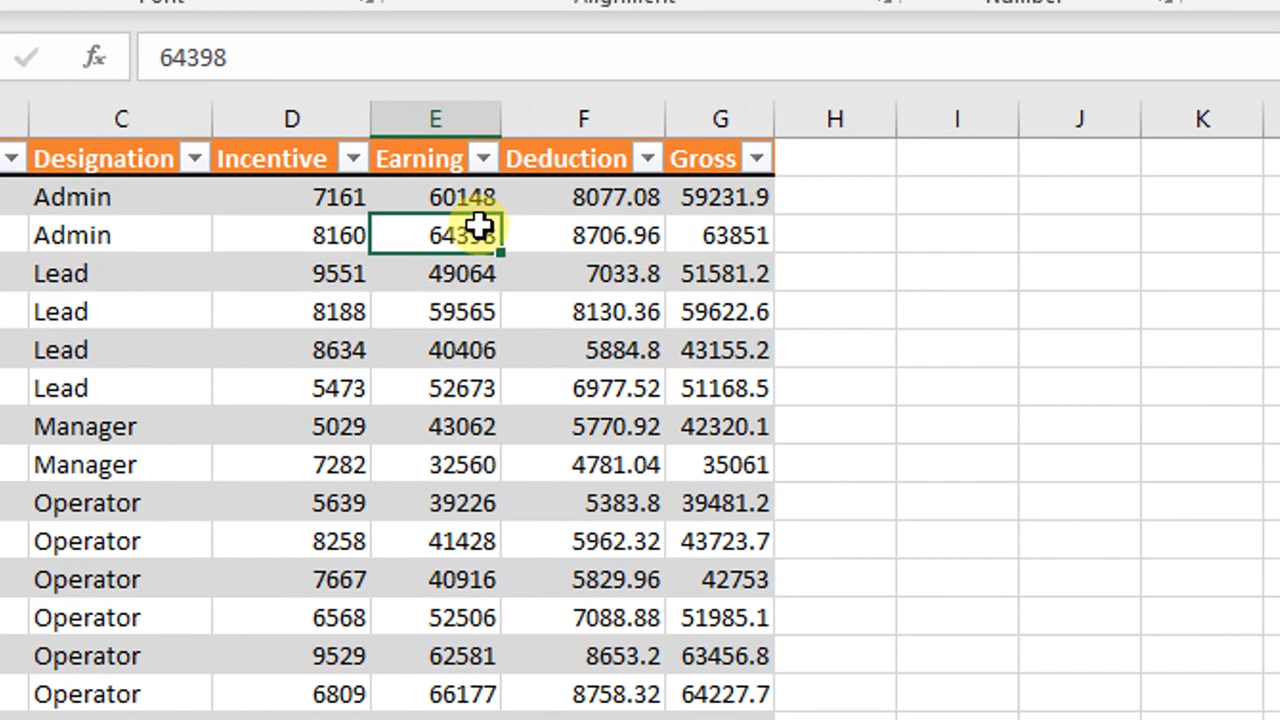 64398
C D E F G H I J K
Designation Incentive Earning Deduction Gross
Admin 7161 60148 8077.08 59231.9
Admin 8160 64398 8706.96 63851
Lead 9551 49064 7033.8 51581.2
Lead 8188 59565 8130.36 59622.6
Lead 8634 40406 5884.8 43155.2
Lead 5473 52673 6977.52 51168.5
Manager 5029 43062 5770.92 42320.1
Manager 7282 32560 4781.04 35061
Operator 5639 39226 5383.8 39481.2
Operator 8258 41428 5962.32 43723.7
Operator 7667 40916 5829.96 42753
Operator 6568 52506 7088.88 51985.1
Operator 9529 62581 8653.2 63456.8
Operator 6809 66177 8758.32 64227.7